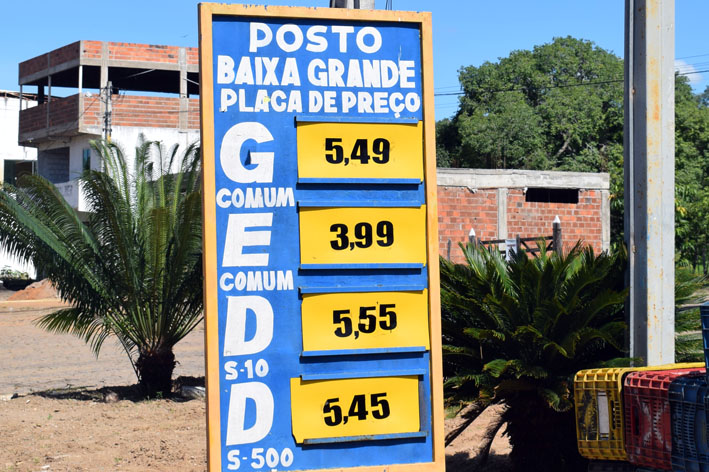 POSTO
BAIXA GRANDE
PLACA DE PREÇO
G 5,49
COMUM
E 3,99
COMUM
D 5,55
S-10
D 5,45
S-500